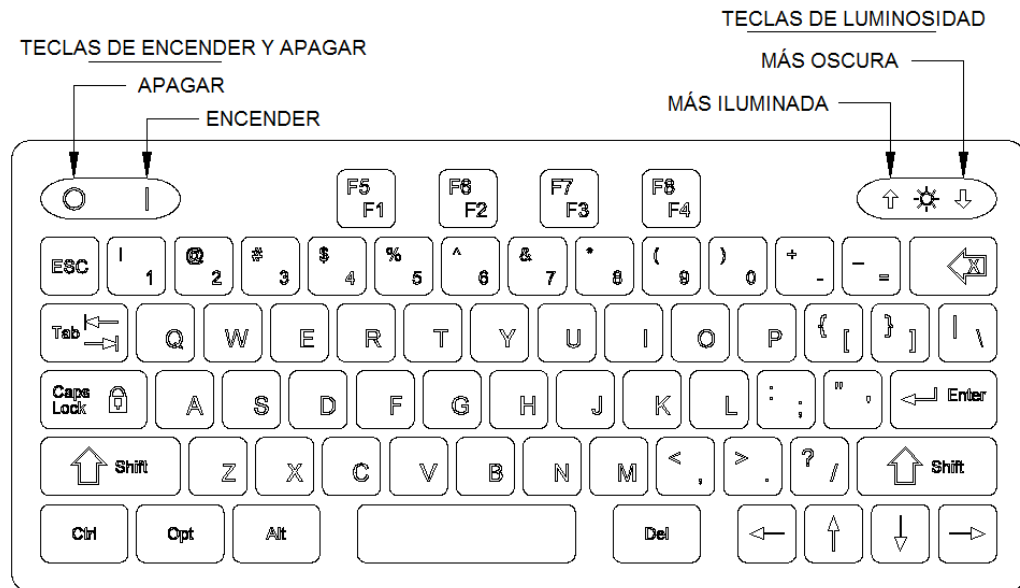 TECLAS DE LUMINOSIDAD
TECLAS DE ENCENDER Y APAGAR
MÁS OSCURA
APAGAR
MÁS ILUMINADA
ENCENDER
F5 F6 F7 F8
F1 F2 F3 F4
ESC | 1 @ 2 # 3 $ 4 % 5 ^ 6 & 7 * 8 ( 9 ) 0 + - _ = X
Tab Q W E R T Y U I O P { [ } ] | \
Caps Lock A S D F G H J K L : ; " ' Enter
Shift Z X C V B N M < , > . ? / Shift
Ctrl Opt Alt Del